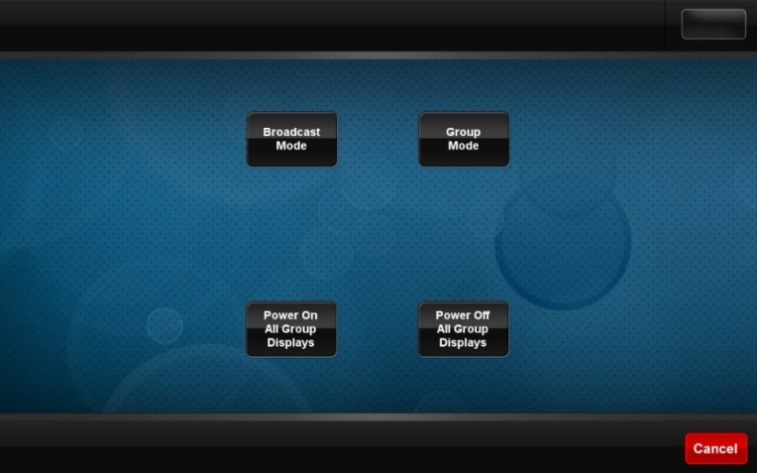 Broadcast
Mode
Group
Mode
Power On
All Group
Displays
Power Off
All Group
Displays
Cancel